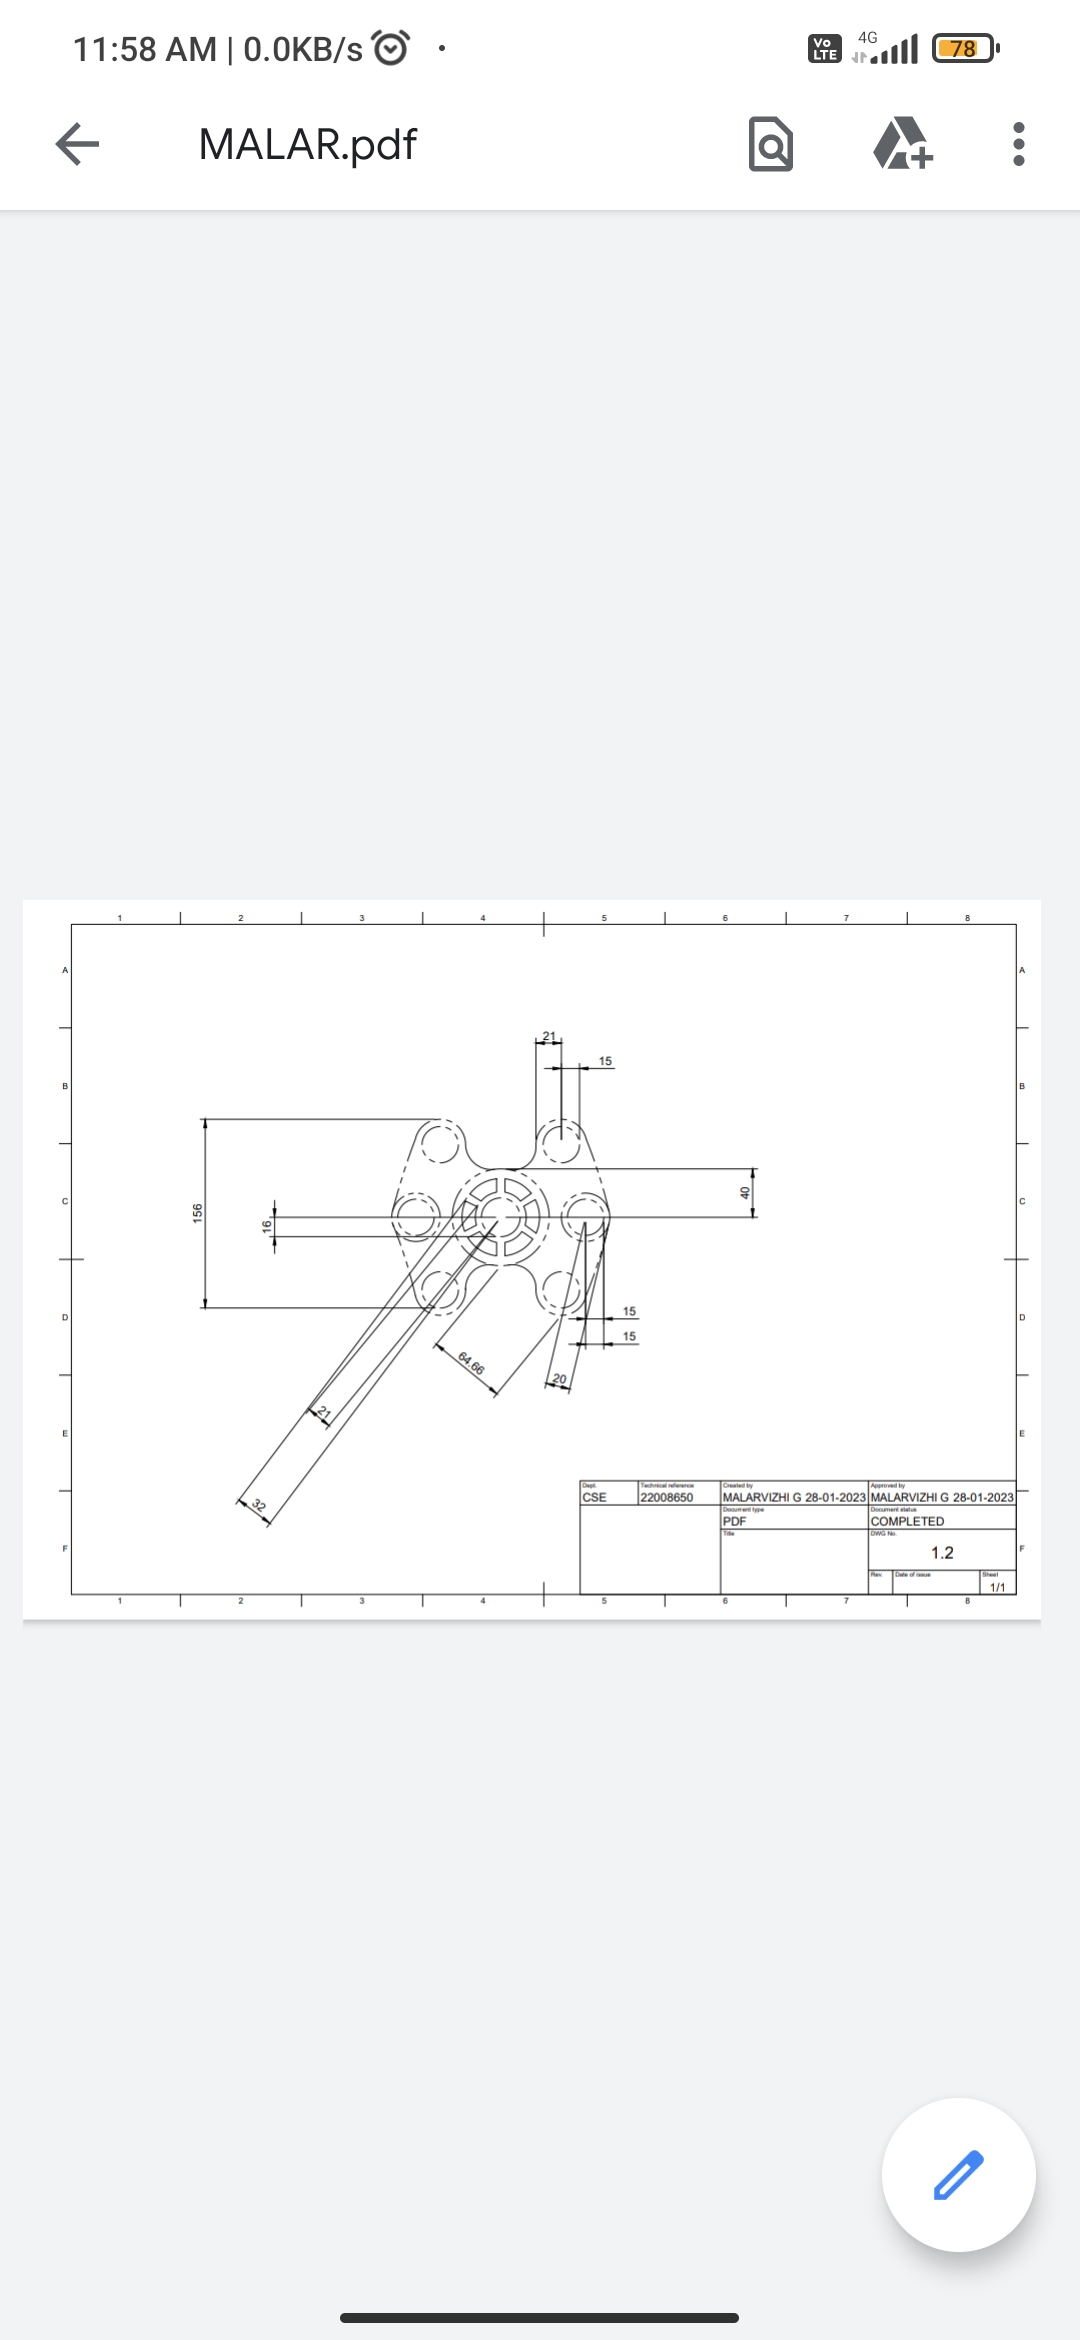 11:58 AM | 0.0KB/s
Vo LTE 4G 78
MALAR.pdf
1 2 3 4 5 6 7 8
A A
B B
C C
D D
E E
F F
21
15
156
16
40
15
15
64.66
20
21
32
Dept. Technical reference Created by Approved by
CSE 22008650 MALARVIZHI G 28-01-2023 MALARVIZHI G 28-01-2023
Document type Document status
PDF COMPLETED
Title DWG No.
1.2
Rev. Date of issue Sheet
1/1
1 2 3 4 5 6 7 8